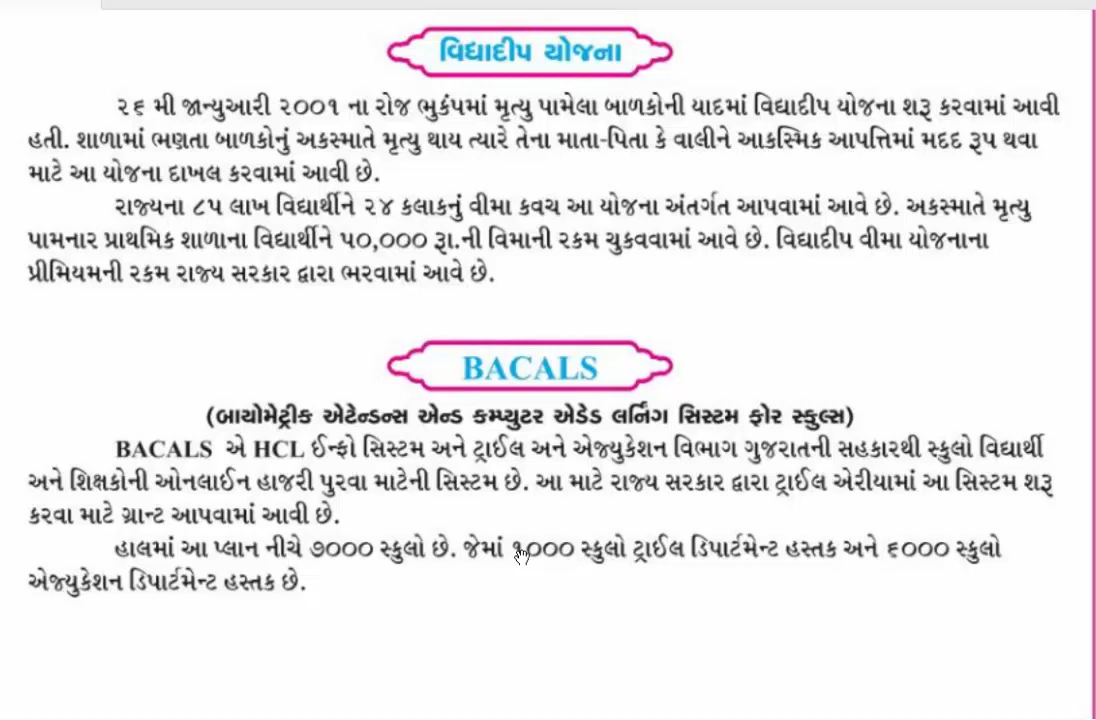 વિદ્યાદીપ યોજના
૨૬ મી જાન્યુઆરી ૨૦૦૧ ના રોજ ભુકંપમાં મૃત્યુ પામેલા બાળકોની યાદમાં વિદ્યાદીપ યોજના શરૂ કરવામાં આવી
હતી. શાળામાં ભણતા બાળકોનું અકસ્માતે મૃત્યુ થાય ત્યારે તેના માતા-પિતા કે વાલીને આકસ્મિક આપત્તિમાં મદદ રૂપ થવા
માટે આ યોજના દાખલ કરવામાં આવી છે.
રાજ્યના ૮૫ લાખ વિદ્યાર્થીને ૨૪ કલાકનું વીમા કવચ આ યોજના અંતર્ગત આપવામાં આવે છે. અકસ્માતે મૃત્યુ
પામનાર પ્રાથમિક શાળાના વિદ્યાર્થીને ૫૦,૦૦૦ રૂા.ની વિમાની રકમ ચુકવવામાં આવે છે. વિદ્યાદીપ વીમા યોજનાના
પ્રીમિયમની રકમ રાજ્ય સરકાર દ્વારા ભરવામાં આવે છે.
BACALS
(બાયોમેટ્રીક એટેન્ડન્સ એન્ડ કમ્પ્યુટર એડેડ લર્નિંગ સિસ્ટમ ફોર સ્કુલ્સ)
BACALS એ HCL ઈન્ફો સિસ્ટમ અને ટ્રાઈલ અને એજ્યુકેશન વિભાગ ગુજરાતની સહકારથી સ્કુલો વિદ્યાર્થી
અને શિક્ષકોની ઓનલાઈન હાજરી પુરવા માટેની સિસ્ટમ છે. આ માટે રાજ્ય સરકાર દ્વારા ટ્રાઈલ એરીયામાં આ સિસ્ટમ શરૂ
કરવા માટે ગ્રાન્ટ આપવામાં આવી છે.
હાલમાં આ પ્લાન નીચે ૭૦૦૦ સ્કુલો છે. જેમાં ૧૦૦૦ સ્કુલો ટ્રાઈલ ડિપાર્ટમેન્ટ હસ્તક અને ૬૦૦૦ સ્કુલો
એજ્યુકેશન ડિપાર્ટમેન્ટ હસ્તક છે.